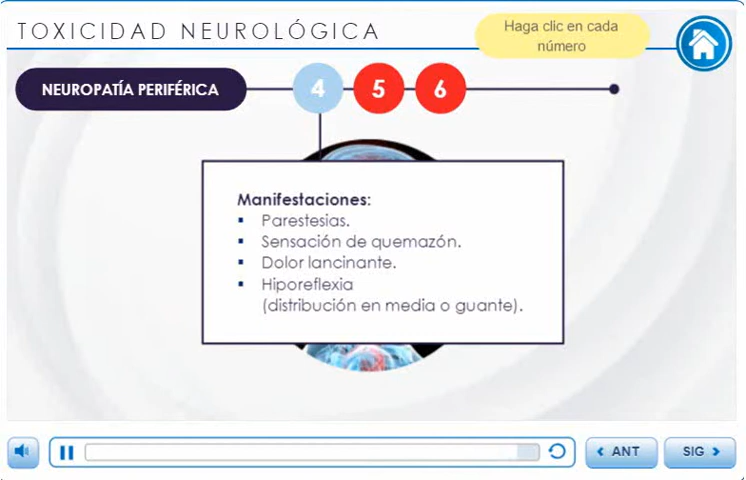 TOXICIDAD NEUROLÓGICA
Haga clic en cada
número
NEUROPATÍA PERIFÉRICA
4 5 6
Manifestaciones:
▪ Parestesias.
▪ Sensación de quemazón.
▪ Dolor lancinante.
▪ Hiporeflexia
(distribución en media o guante).
ANT
SIG